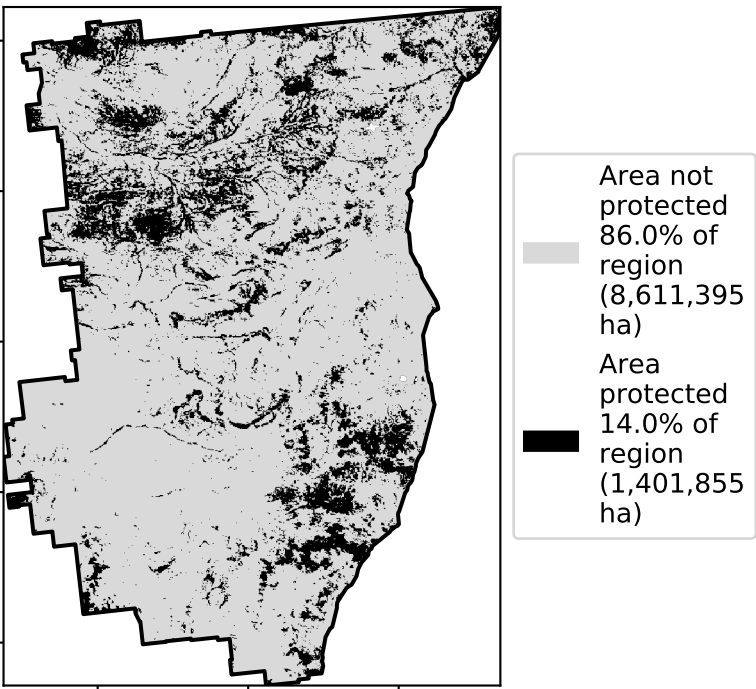 Area not
protected
86.0% of
region
(8,611,395
ha)
Area
protected
14.0% of
region
(1,401,855
ha)